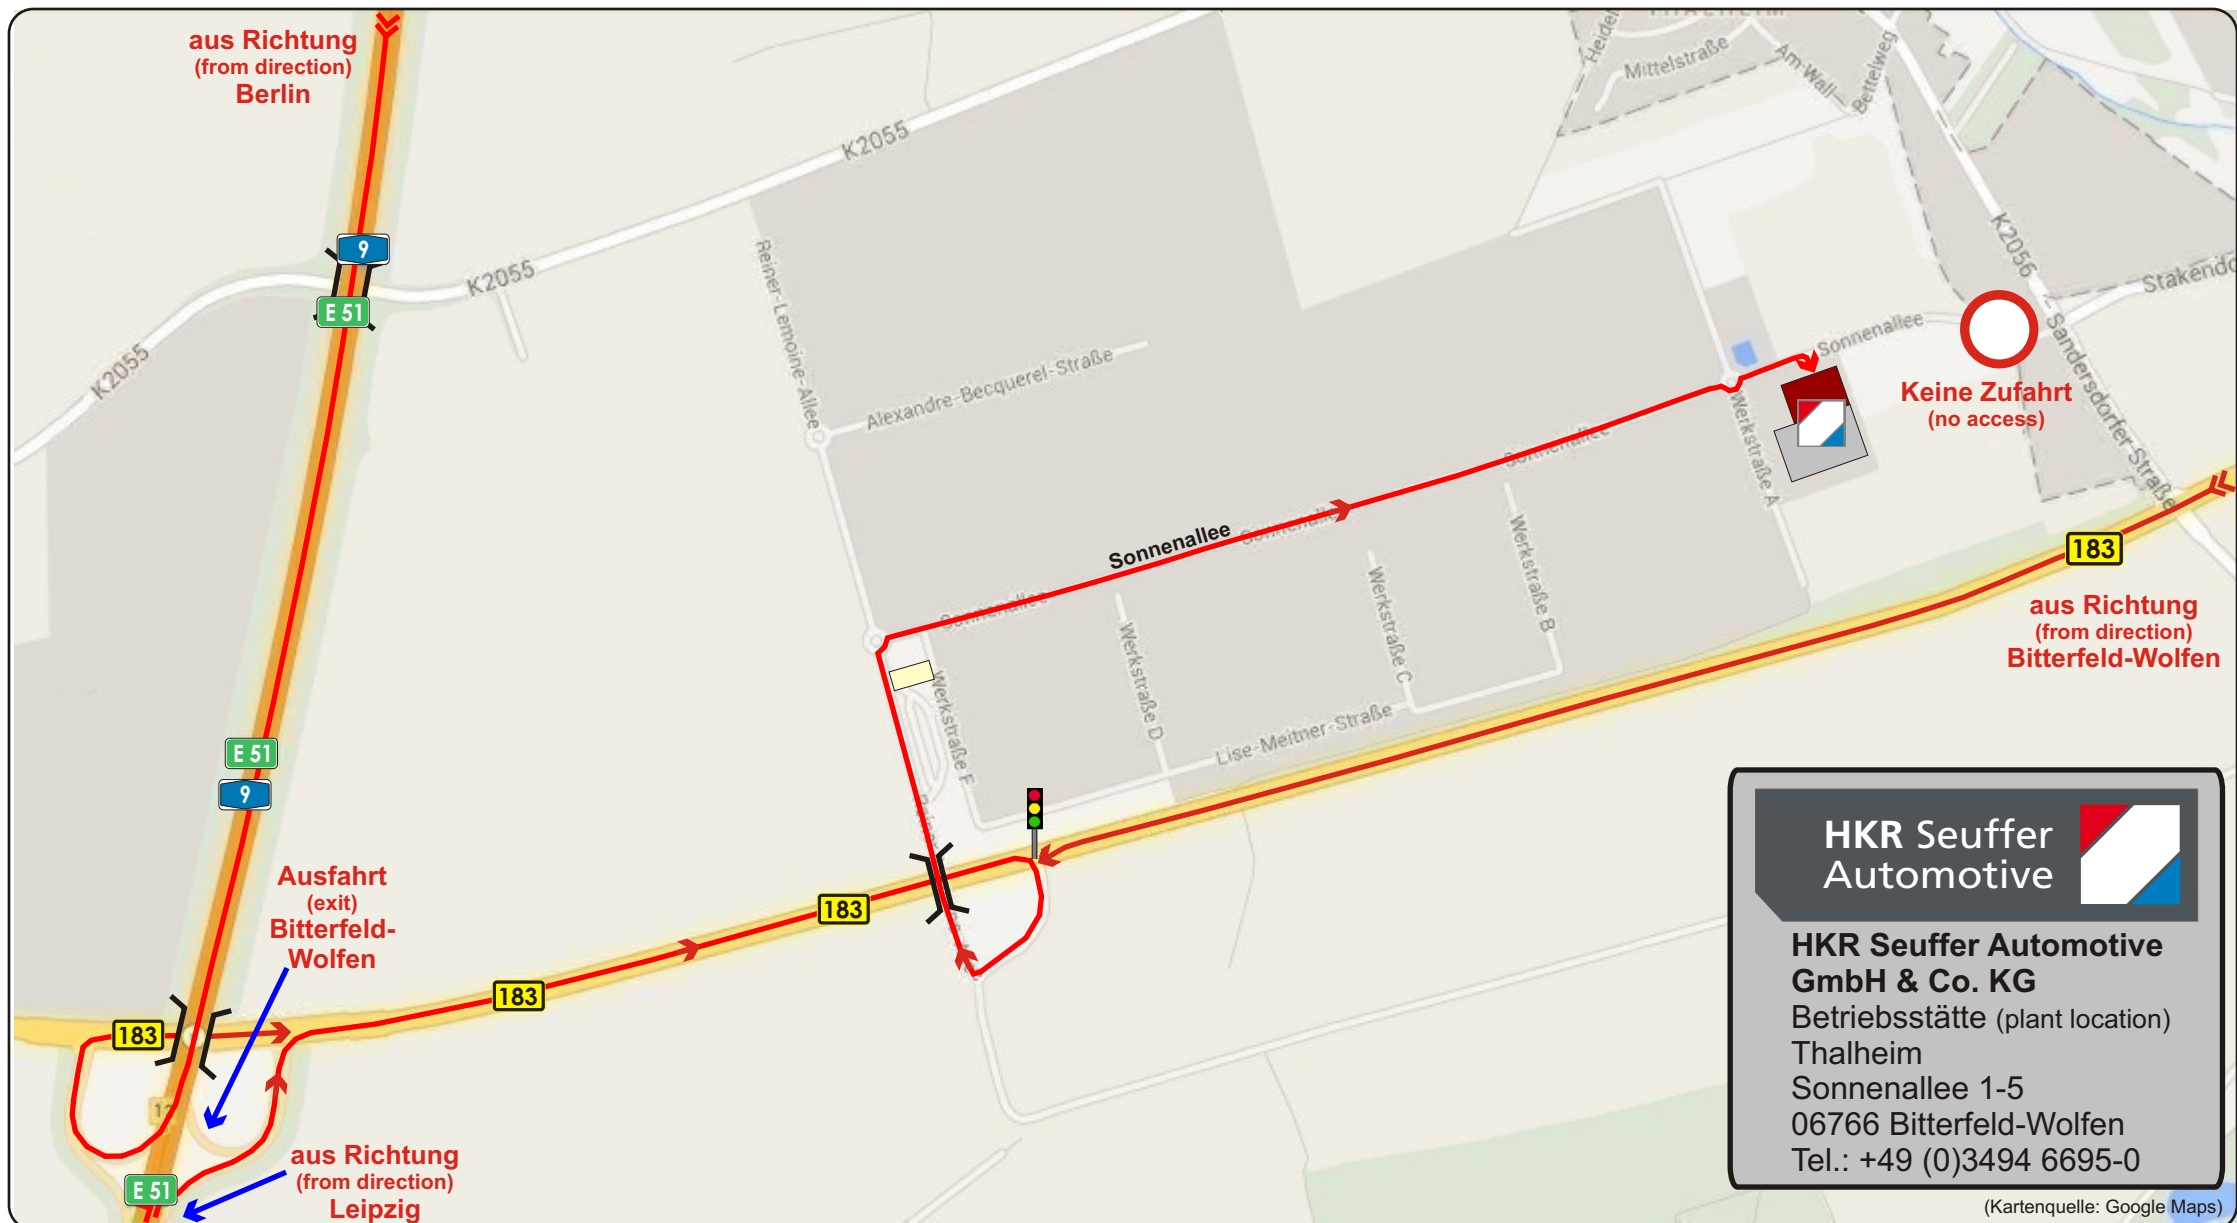 aus Richtung
(from direction)
Berlin
Mittelstraße
Am Wall
Bettelweg
K2055
K2055
K2055
9
E 51
Reiner-Lemoine-Allee
Alexandre-Becquerel-Straße
K2056
Sonnenallee
Keine Zufahrt
(no access)
Sandersdorfer Straße
Sonnenallee
Sonnenallee
Sonnenallee
Sonnenallee
Werkstraße A
Werkstraße B
Werkstraße C
Werkstraße D
Werkstraße F
Lise-Meitner-Straße
183
aus Richtung
(from direction)
Bitterfeld-Wolfen
E 51
9
Ausfahrt
(exit)
Bitterfeld-
Wolfen
183
183
183
E 51
aus Richtung
(from direction)
Leipzig
HKR Seuffer
Automotive
HKR Seuffer Automotive
GmbH & Co. KG
Betriebsstätte (plant location)
Thalheim
Sonnenallee 1-5
06766 Bitterfeld-Wolfen
Tel.: +49 (0)3494 6695-0
(Kartenquelle: Google Maps)